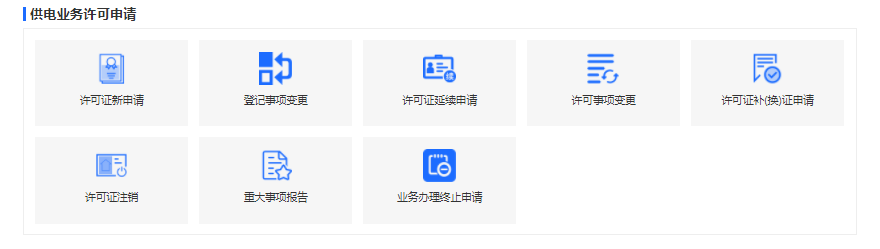 供电业务许可申请
许可证新申请
登记事项变更
许可证延续申请
续
许可事项变更
许可证补(换)证申请
许可证注销
重大事项报告
业务办理终止申请